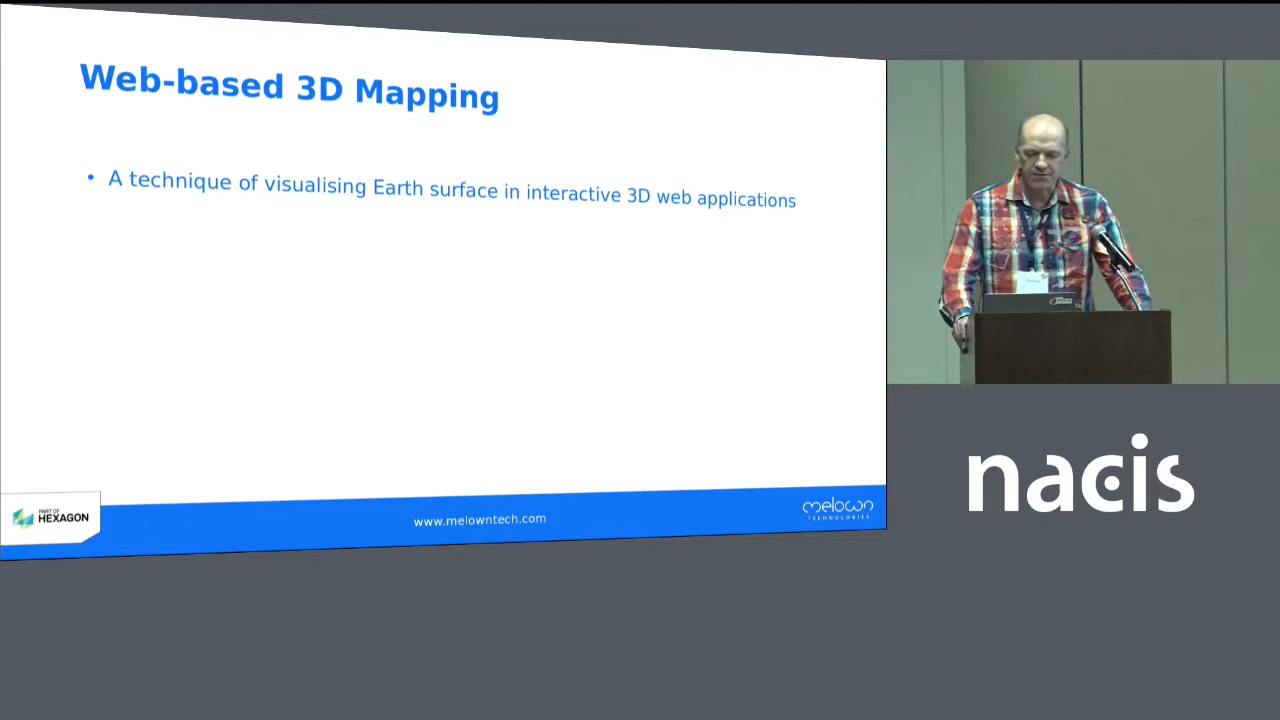 Web-based 3D Mapping
• A technique of visualising Earth surface in interactive 3D web applications
PART OF
HEXAGON
www.melowntech.com
melown
TECHNOLOGIES
nacis